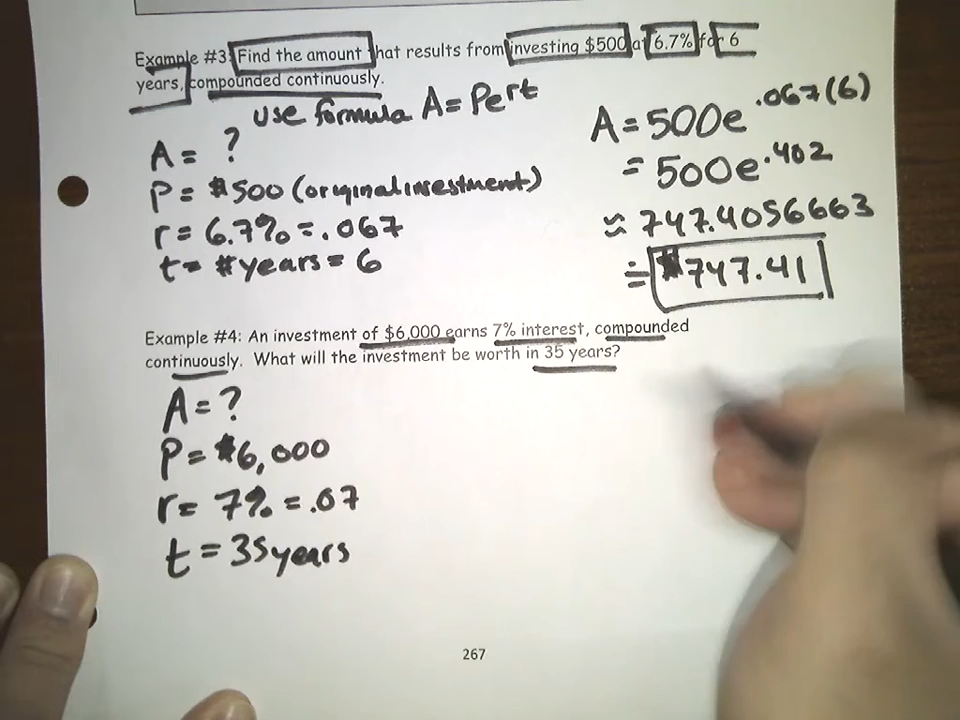 Example #3: Find the amount that results from investing $500 at 6.7% for 6
years, compounded continuously.
use formula A = Pe^rt
A = ?
P = $500 (original investment)
r = 6.7% = .067
t = # years = 6
A = 500e^.067(6)
= 500e^.402
≈ 747.4056663
≐ $747.41
Example #4: An investment of $6,000 earns 7% interest, compounded
continuously. What will the investment be worth in 35 years?
A = ?
P = $6,000
r = 7% = .07
t = 35 years
267